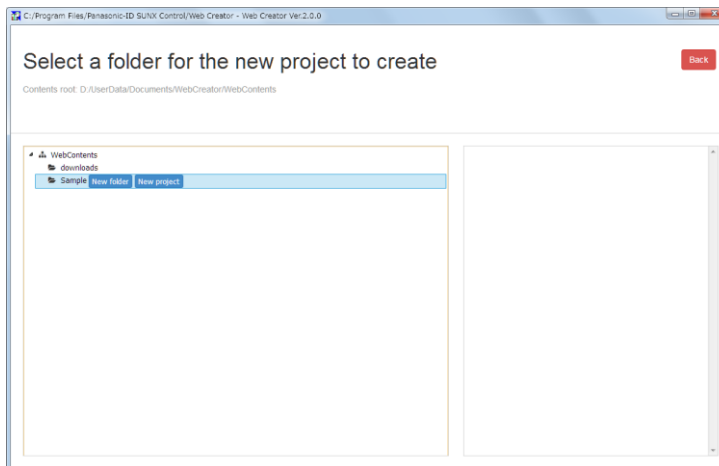 C:/Program Files/Panasonic-ID SUNX Control/Web Creator - Web Creator Ver.2.0.0
Select a folder for the new project to create
Back
Contents root: D:/UserData/Documents/WebCreator/WebContents
WebContents
downloads
Sample New folder New project